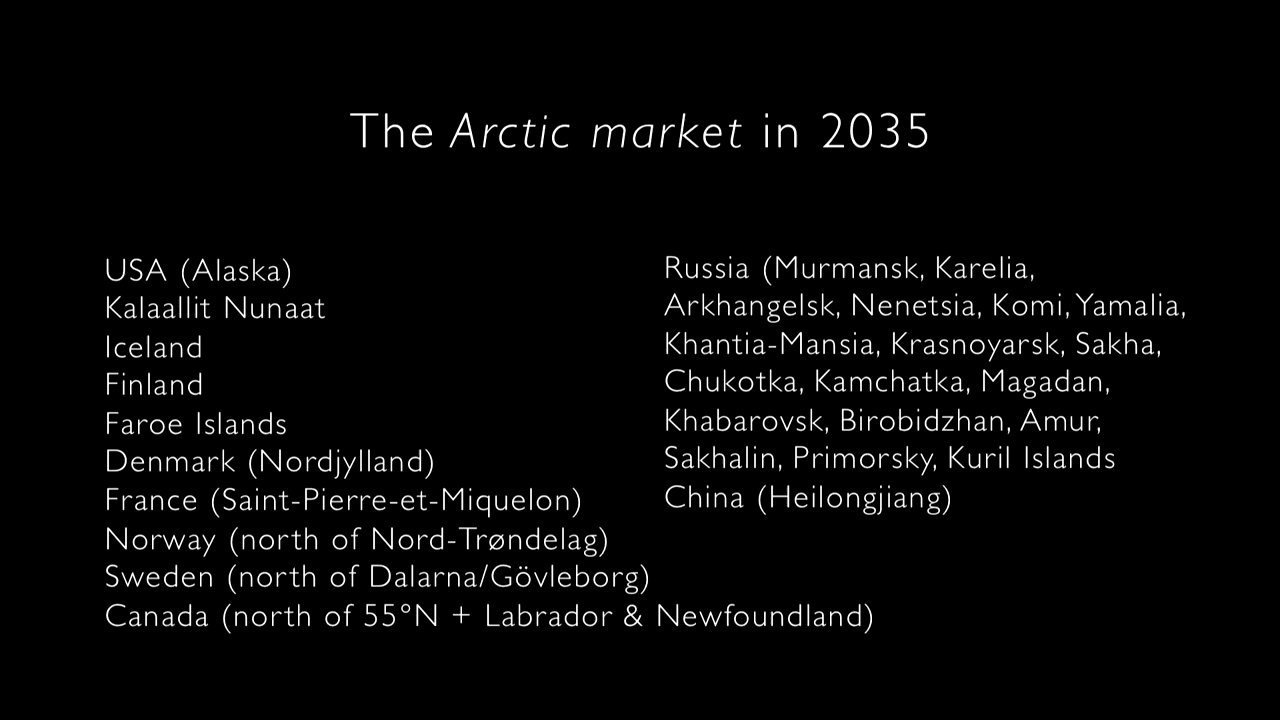 The Arctic market in 2035
USA (Alaska)
Kalaallit Nunaat
Iceland
Finland
Faroe Islands
Denmark (Nordjylland)
France (Saint-Pierre-et-Miquelon)
Norway (north of Nord-Trøndelag)
Sweden (north of Dalarna/Gövleborg)
Canada (north of 55°N + Labrador & Newfoundland)
Russia (Murmansk, Karelia,
Arkhangelsk, Nenetsia, Komi, Yamalia,
Khantia-Mansia, Krasnoyarsk, Sakha,
Chukotka, Kamchatka, Magadan,
Khabarovsk, Birobidzhan, Amur,
Sakhalin, Primorsky, Kuril Islands
China (Heilongjiang)